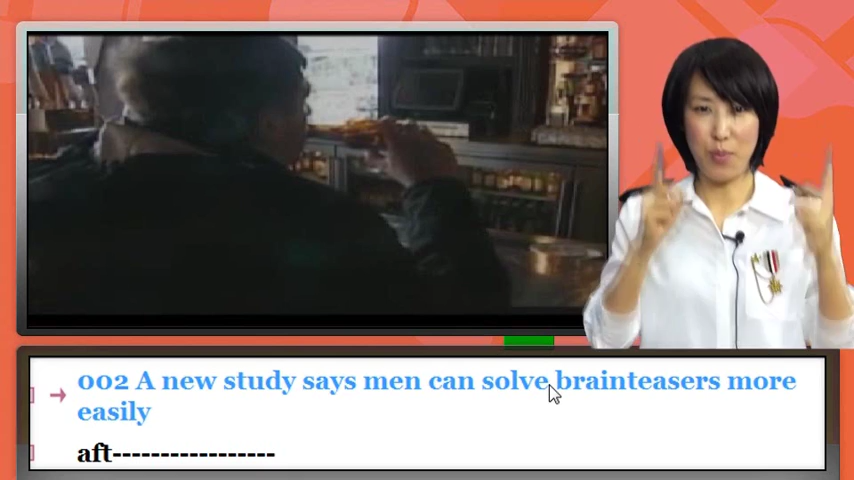 002 A new study says men can solve brainteasers more
easily
aft-----------------